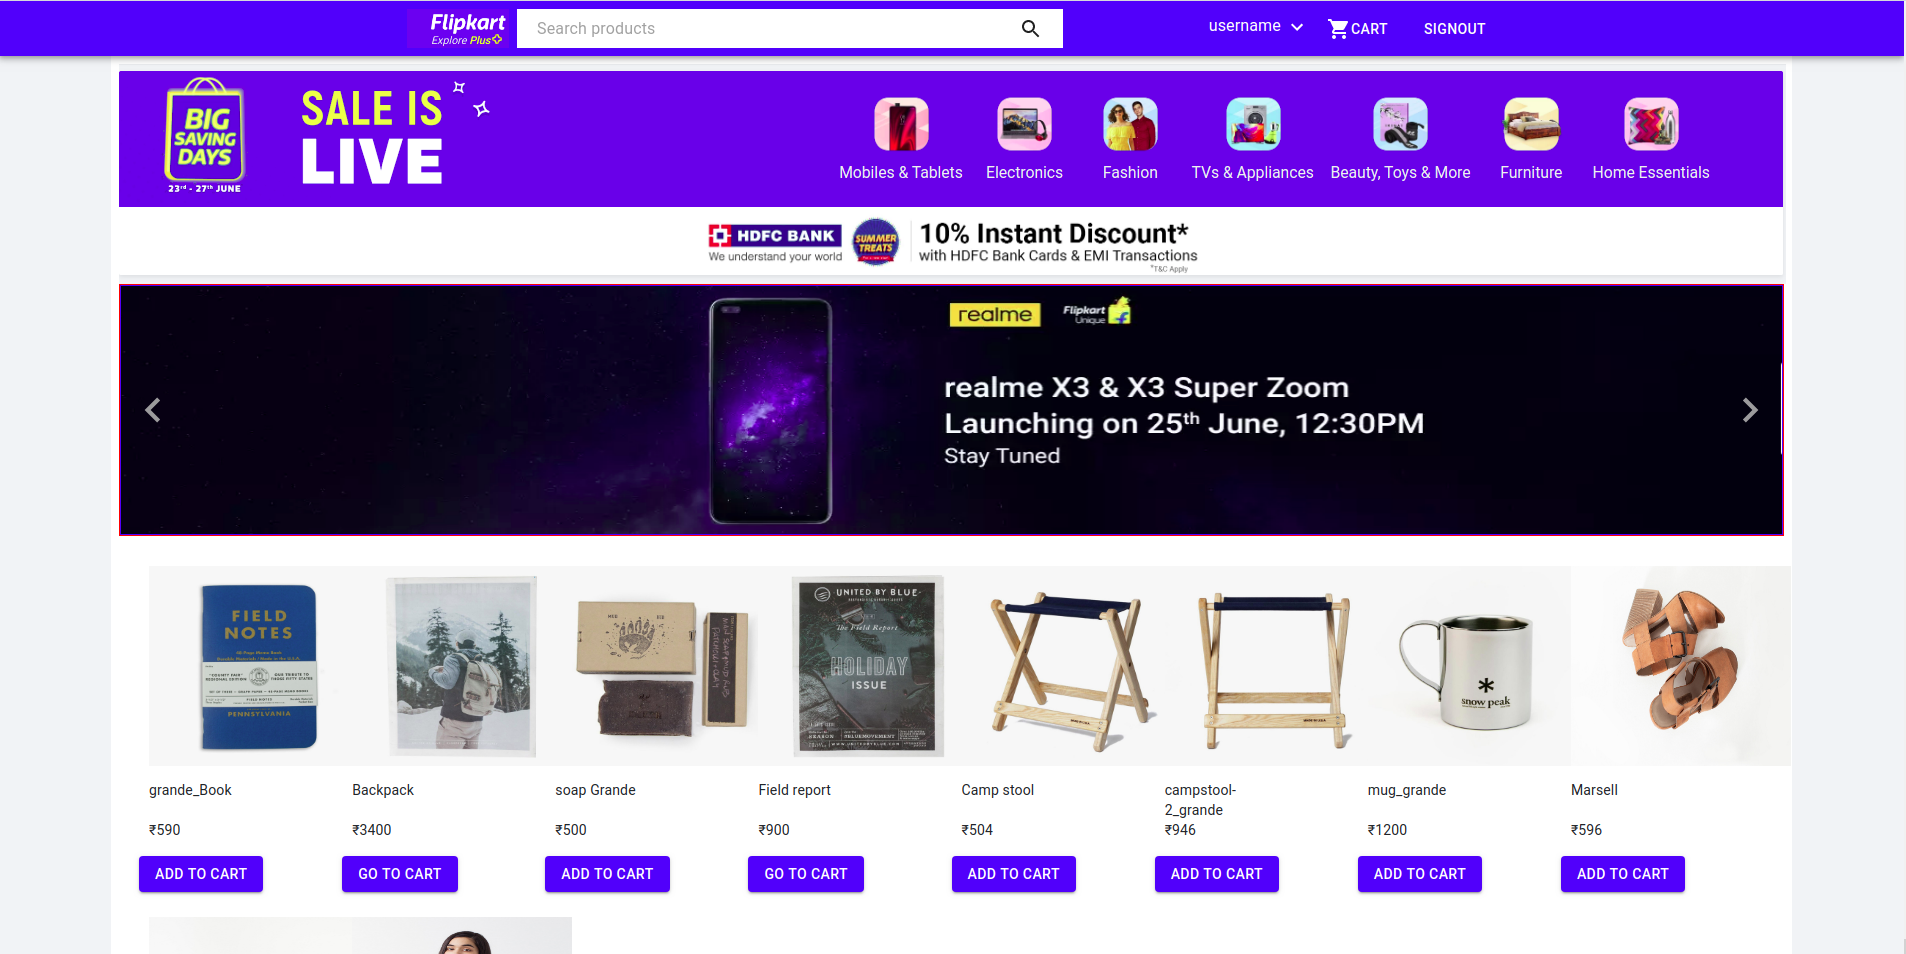 Flipkart
Explore Plus
Search products
username
CART
SIGNOUT
BIG
SAVING
DAYS
23rd - 27th JUNE
SALE IS
LIVE
Mobiles & Tablets
Electronics
Fashion
TVs & Appliances
Beauty, Toys & More
Furniture
Home Essentials
HDFC BANK
We understand your world
SUMMER
TREATS
10% Instant Discount*
with HDFC Bank Cards & EMI Transactions
*T&C Apply
realme
Flipkart
Unique
realme X3 & X3 Super Zoom
Launching on 25th June, 12:30PM
Stay Tuned
FIELD
NOTES
PENNSYLVANIA
UNITED BY BLUE
The Field Report
HOLIDAY
ISSUE
snow peak
grande_Book
Backpack
soap Grande
Field report
Camp stool
campstool-
2_grande
mug_grande
Marsell
₹590
₹3400
₹500
₹900
₹504
₹946
₹1200
₹596
ADD TO CART
GO TO CART
ADD TO CART
GO TO CART
ADD TO CART
ADD TO CART
ADD TO CART
ADD TO CART